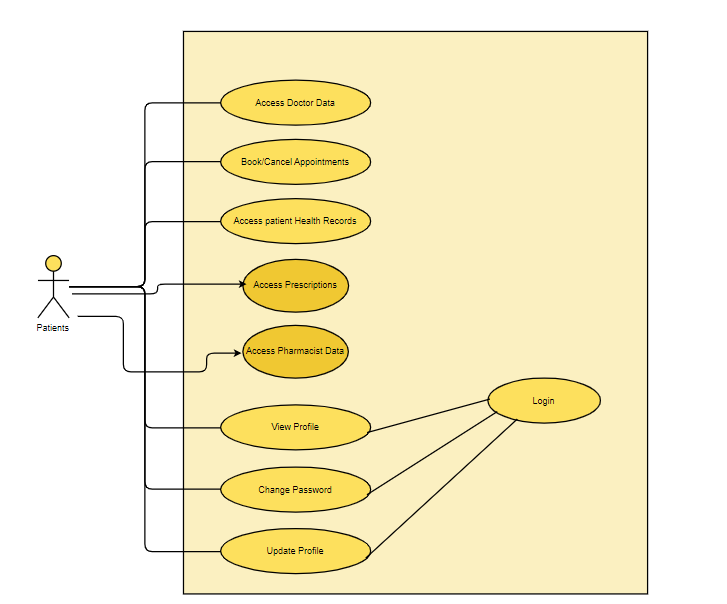 Access Doctor Data
Book/Cancel Appointments
Access patient Health Records
Access Prescriptions
Patients
Access Pharmacist Data
Login
View Profile
Change Password
Update Profile